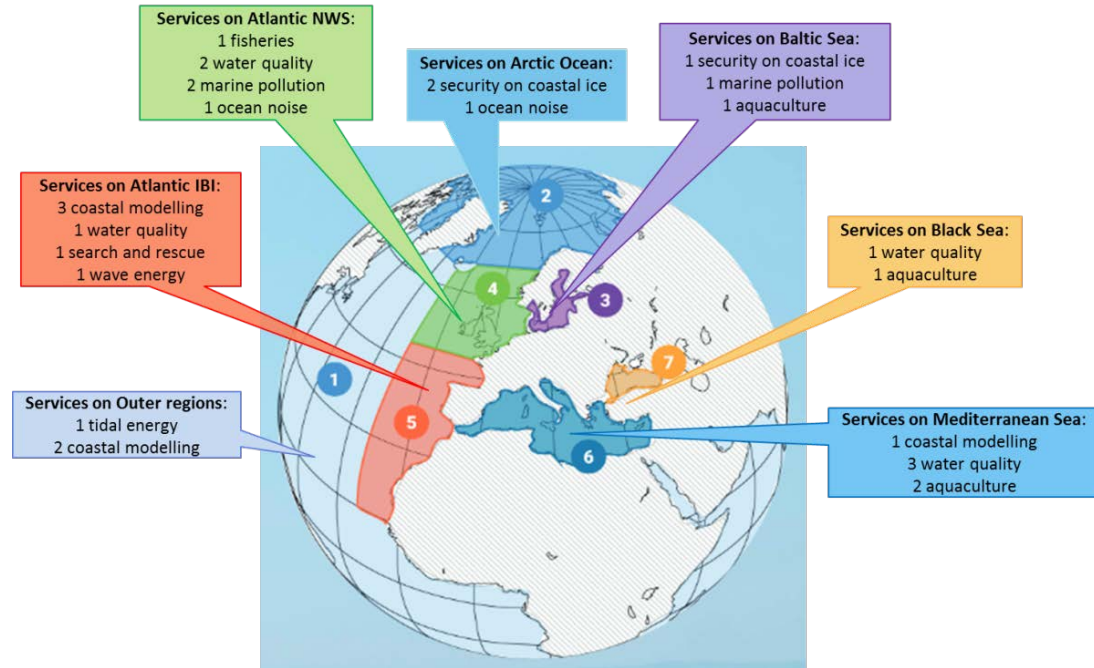 Services on Atlantic NWS:
1 fisheries
2 water quality
2 marine pollution
1 ocean noise
Services on Arctic Ocean:
2 security on coastal ice
1 ocean noise
Services on Baltic Sea:
1 security on coastal ice
1 marine pollution
1 aquaculture
Services on Atlantic IBI:
3 coastal modelling
1 water quality
1 search and rescue
1 wave energy
Services on Black Sea:
1 water quality
1 aquaculture
Services on Outer regions:
1 tidal energy
2 coastal modelling
Services on Mediterranean Sea:
1 coastal modelling
3 water quality
2 aquaculture
2
4
3
7
1
5
6